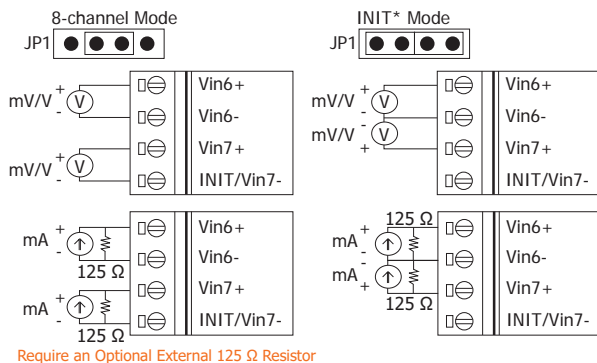 8-channel Mode
JP1
mV/V + - V
mV/V + - V
Vin6+
Vin6-
Vin7+
INIT/Vin7-
mA + -
125 Ω
mA + -
125 Ω
Vin6+
Vin6-
Vin7+
INIT/Vin7-
INIT* Mode
JP1
mV/V + - V
mV/V - + V
Vin6+
Vin6-
Vin7+
INIT/Vin7-
125 Ω
mA + -
mA - +
125 Ω
Vin6+
Vin6-
Vin7+
INIT/Vin7-
Require an Optional External 125 Ω Resistor